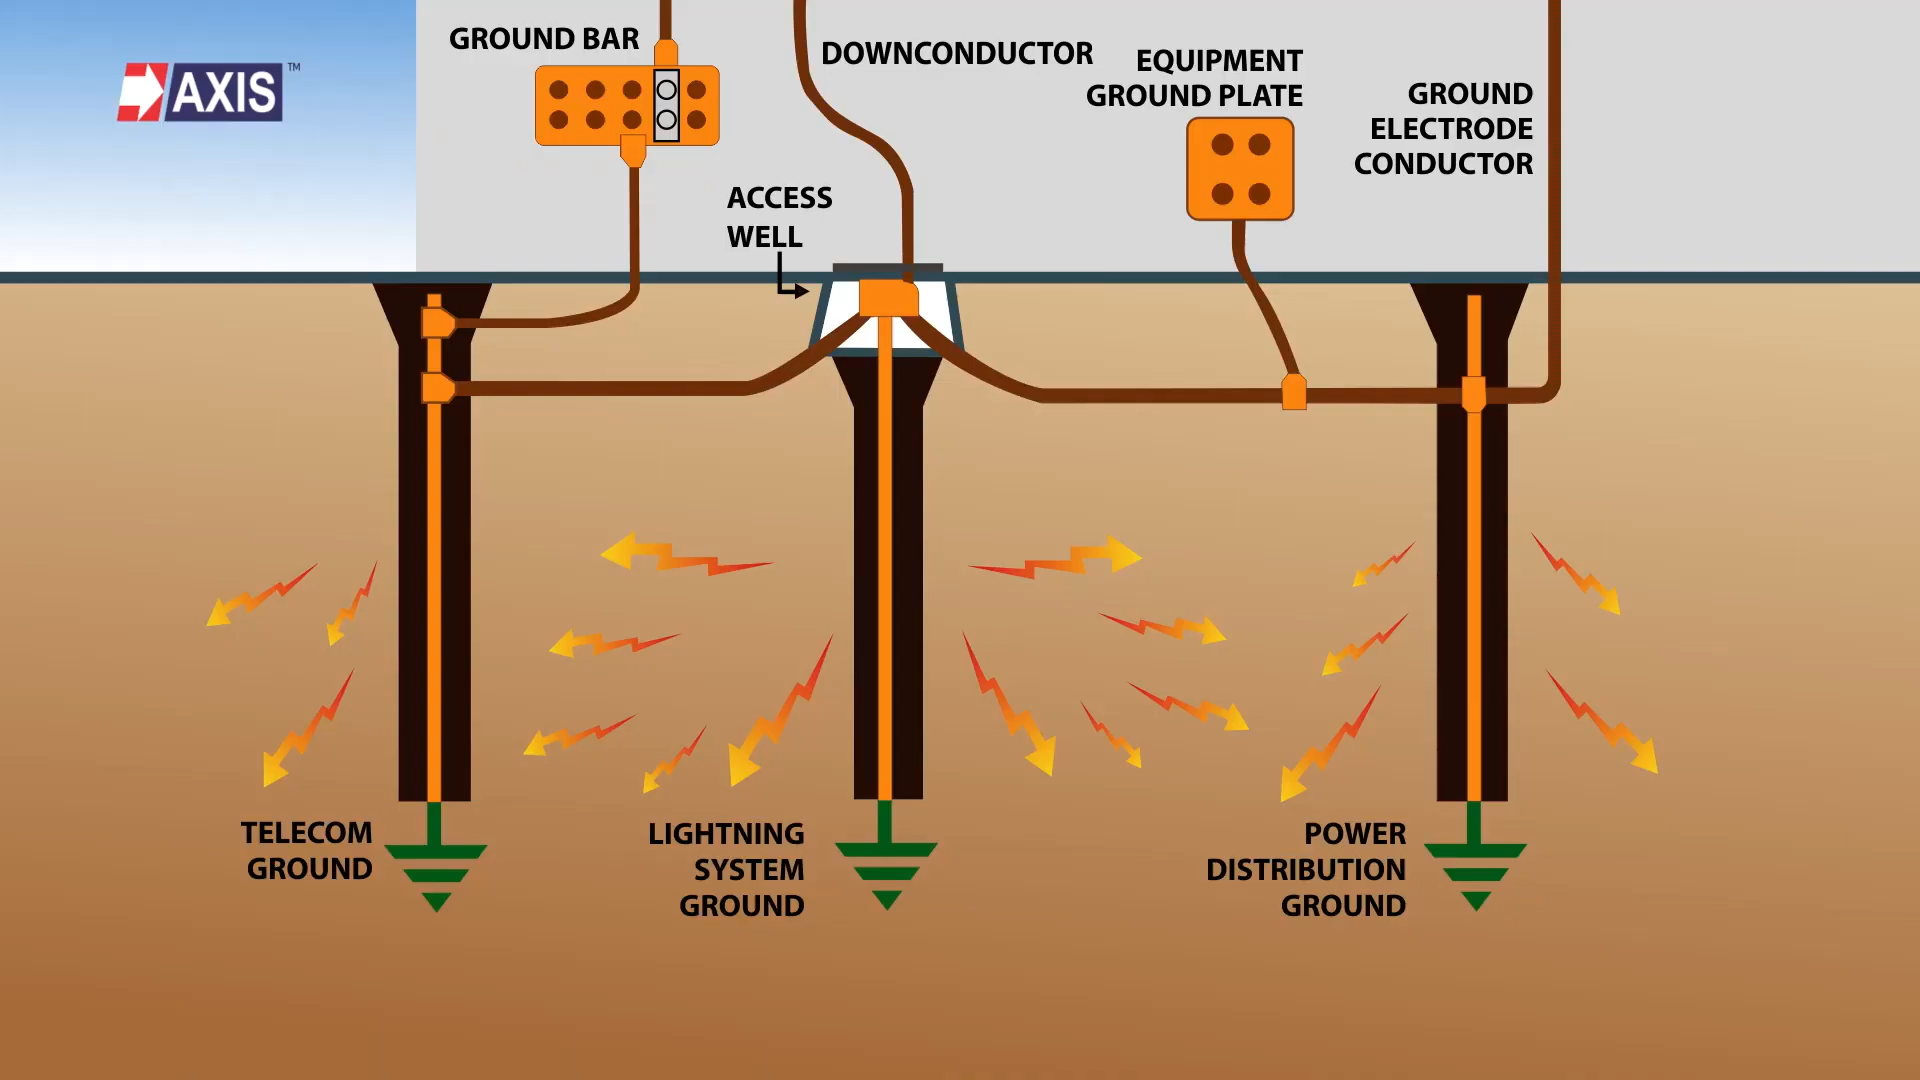 AXIS™
GROUND BAR
DOWNCONDUCTOR
EQUIPMENT
GROUND PLATE
GROUND
ELECTRODE
CONDUCTOR
ACCESS
WELL
TELECOM
GROUND
LIGHTNING
SYSTEM
GROUND
POWER
DISTRIBUTION
GROUND